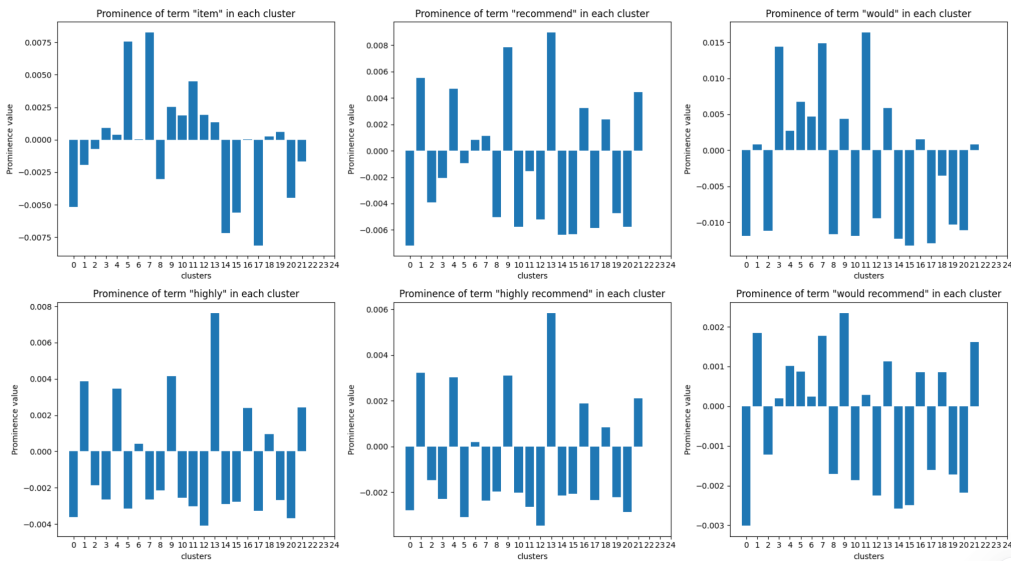 Prominence of term "item" in each cluster
Prominence value
0.0075
0.0050
0.0025
0.0000
−0.0025
−0.0050
−0.0075
0 1 2 3 4 5 6 7 8 9 10 11 12 13 14 15 16 17 18 19 20 21 22 23 24
clusters
Prominence of term "recommend" in each cluster
Prominence value
0.008
0.006
0.004
0.002
0.000
−0.002
−0.004
−0.006
0 1 2 3 4 5 6 7 8 9 10 11 12 13 14 15 16 17 18 19 20 21 22 23 24
clusters
Prominence of term "would" in each cluster
Prominence value
0.015
0.010
0.005
0.000
−0.005
−0.010
0 1 2 3 4 5 6 7 8 9 10 11 12 13 14 15 16 17 18 19 20 21 22 23 24
clusters
Prominence of term "highly" in each cluster
Prominence value
0.008
0.006
0.004
0.002
0.000
−0.002
−0.004
0 1 2 3 4 5 6 7 8 9 10 11 12 13 14 15 16 17 18 19 20 21 22 23 24
clusters
Prominence of term "highly recommend" in each cluster
Prominence value
0.006
0.004
0.002
0.000
−0.002
0 1 2 3 4 5 6 7 8 9 10 11 12 13 14 15 16 17 18 19 20 21 22 23 24
clusters
Prominence of term "would recommend" in each cluster
Prominence value
0.002
0.001
0.000
−0.001
−0.002
−0.003
0 1 2 3 4 5 6 7 8 9 10 11 12 13 14 15 16 17 18 19 20 21 22 23 24
clusters